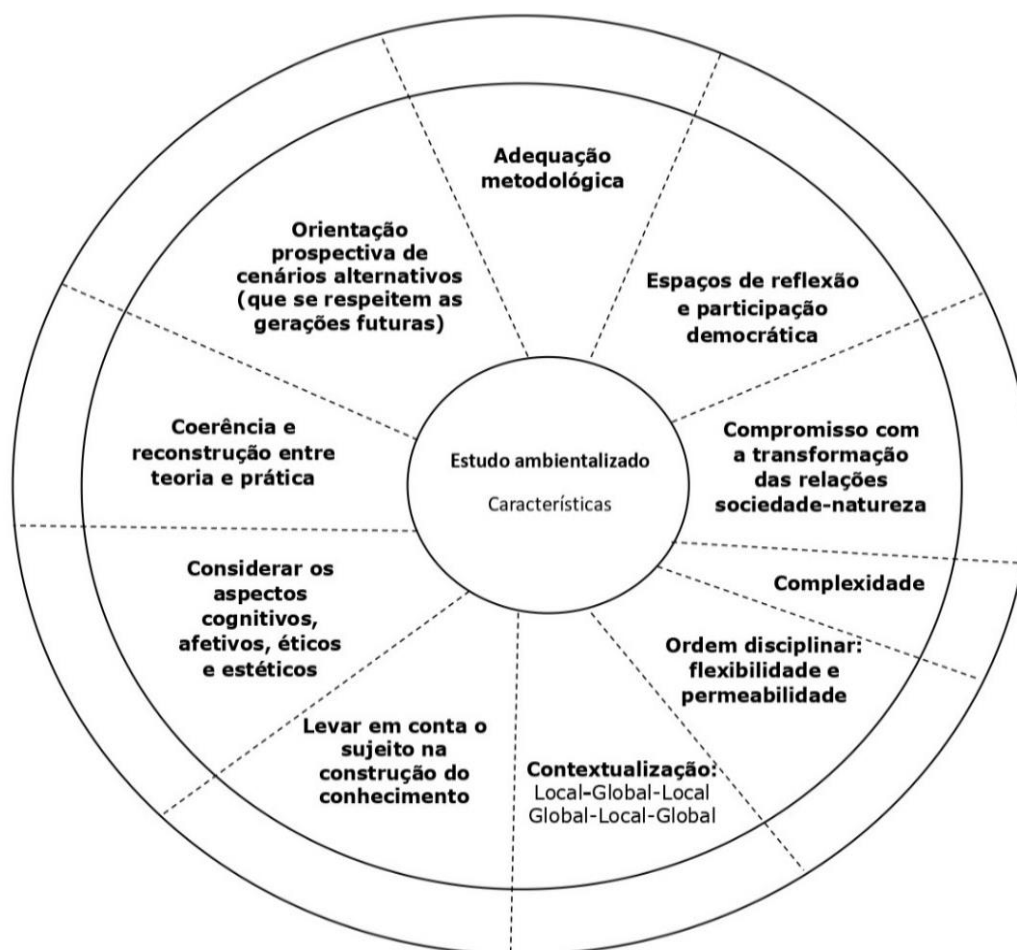 Adequação
metodológica
Espaços de reflexão
e participação
democrática
Compromisso com
a transformação
das relações
sociedade-natureza
Complexidade
Ordem disciplinar:
flexibilidade e
permeabilidade
Contextualização:
Local-Global-Local
Global-Local-Global
Levar em conta o
sujeito na
construção do
conhecimento
Considerar os
aspectos
cognitivos,
afetivos, éticos
e estéticos
Coerência e
reconstrução entre
teoria e prática
Orientação
prospectiva de
cenários alternativos
(que se respeitem as
gerações futuras)
Estudo ambientalizado
Características